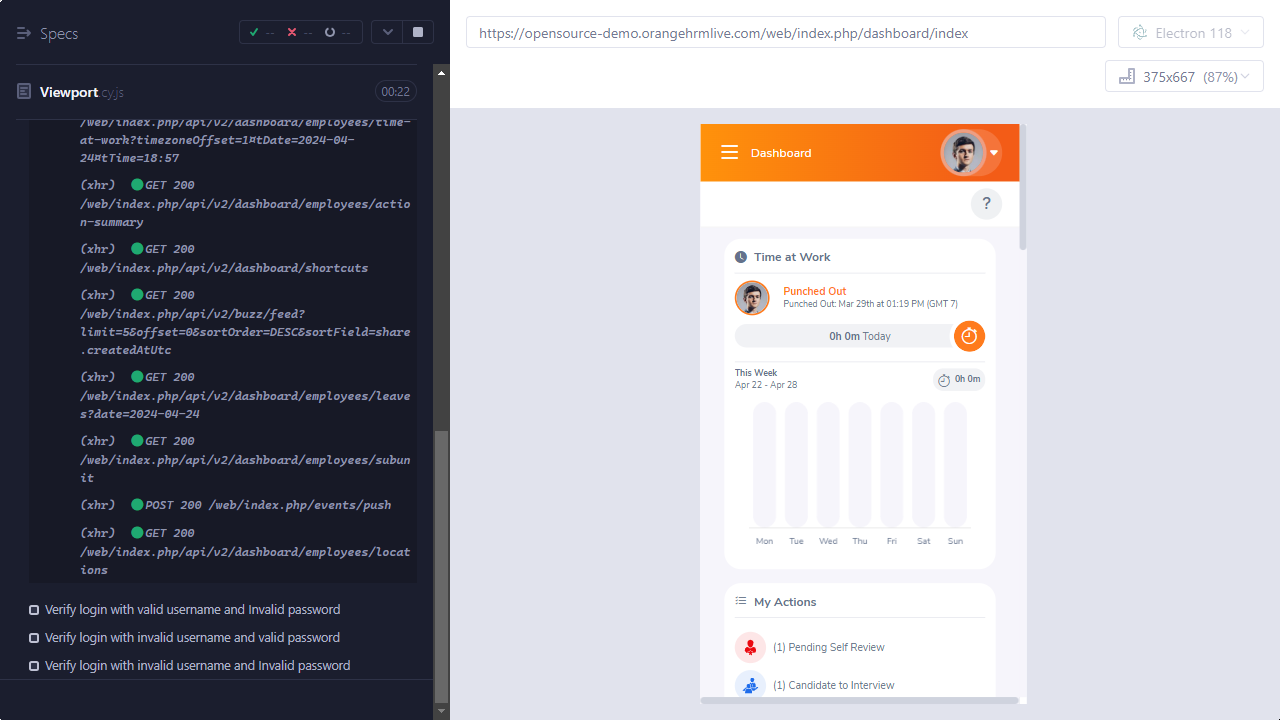 Specs
--
--
--
Viewport.cy.js
00:22
/web/index.php/api/v2/dashboard/employees/time-
at-work?timezoneOffset=1¤tDate=2024-04-
24¤tTime=18:57
(xhr) GET 200
/web/index.php/api/v2/dashboard/employees/actio
n-summary
(xhr) GET 200
/web/index.php/api/v2/dashboard/shortcuts
(xhr) GET 200
/web/index.php/api/v2/buzz/feed?
limit=5&offset=0&sortOrder=DESC&sortField=share
.createdAtUtc
(xhr) GET 200
/web/index.php/api/v2/dashboard/employees/leave
s?date=2024-04-24
(xhr) GET 200
/web/index.php/api/v2/dashboard/employees/subun
it
(xhr) POST 200 /web/index.php/events/push
(xhr) GET 200
/web/index.php/api/v2/dashboard/employees/locat
ions
Verify login with valid username and Invalid password
Verify login with invalid username and valid password
Verify login with invalid username and Invalid password
https://opensource-demo.orangehrmlive.com/web/index.php/dashboard/index
Electron 118
375x667 (87%)
Dashboard
?
Time at Work
Punched Out
Punched Out: Mar 29th at 01:19 PM (GMT 7)
0h 0m Today
This Week
Apr 22 - Apr 28
0h 0m
Mon Tue Wed Thu Fri Sat Sun
My Actions
(1) Pending Self Review
(1) Candidate to Interview